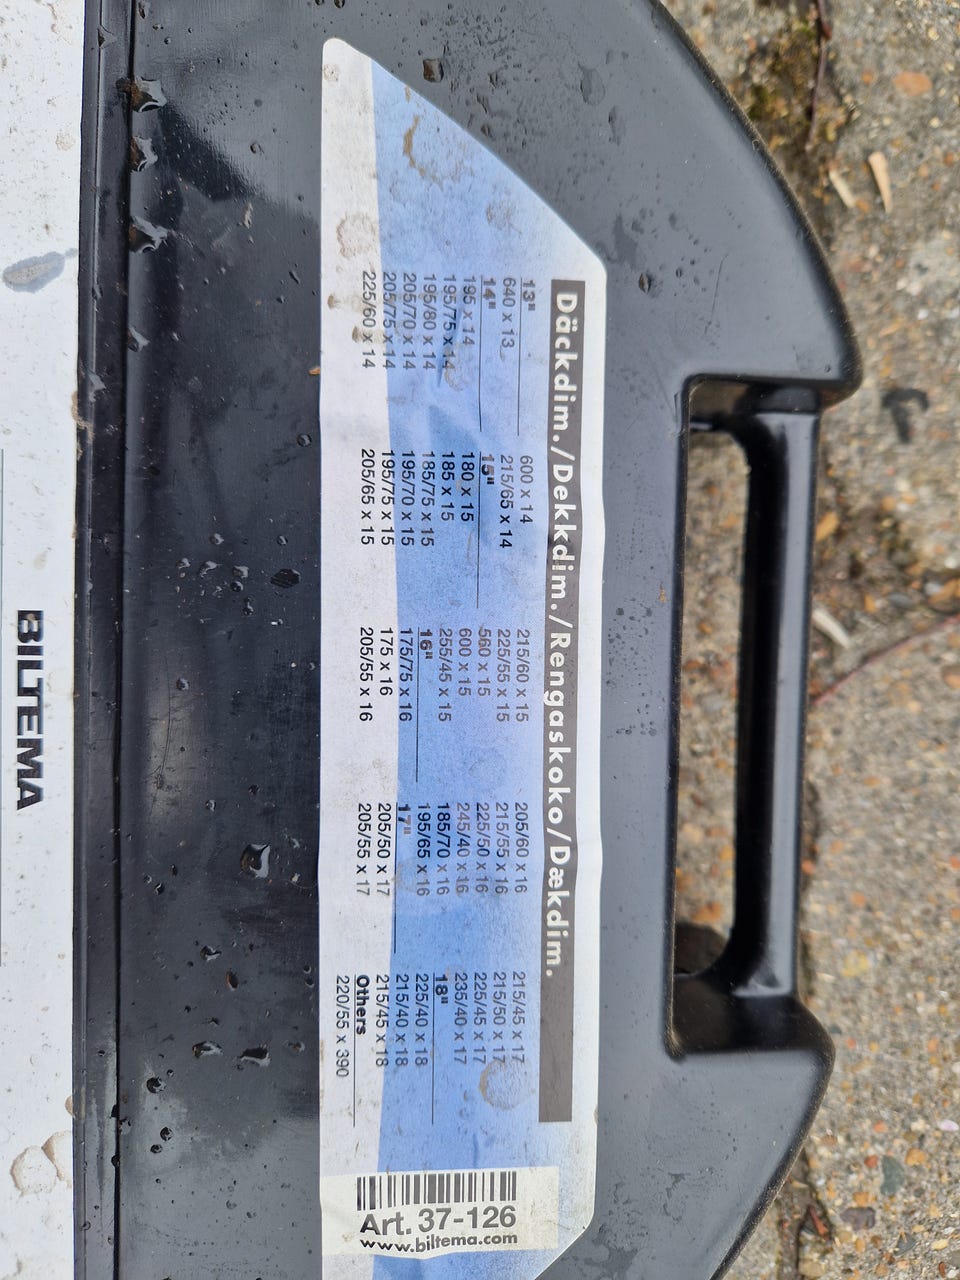 Däckdim./Dekkdim./Rengaskoko/Dækdim.
13"
640 x 13
14"
195 x 14
195/75 x 14
195/80 x 14
205/70 x 14
205/75 x 14
225/60 x 14
600 x 14
215/65 x 14
15"
180 x 15
185 x 15
185/75 x 15
195/70 x 15
195/75 x 15
205/65 x 15
215/60 x 15
225/55 x 15
560 x 15
600 x 15
255/45 x 15
16"
175/75 x 16
175 x 16
205/55 x 16
205/60 x 16
215/55 x 16
225/50 x 16
245/40 x 16
185/70 x 16
195/65 x 16
17"
205/50 x 17
205/55 x 17
215/45 x 17
215/50 x 17
225/45 x 17
235/40 x 17
18"
225/40 x 18
215/40 x 18
215/45 x 18
Others
220/55 x 390
Art. 37-126
www.biltema.com
BILTEMA